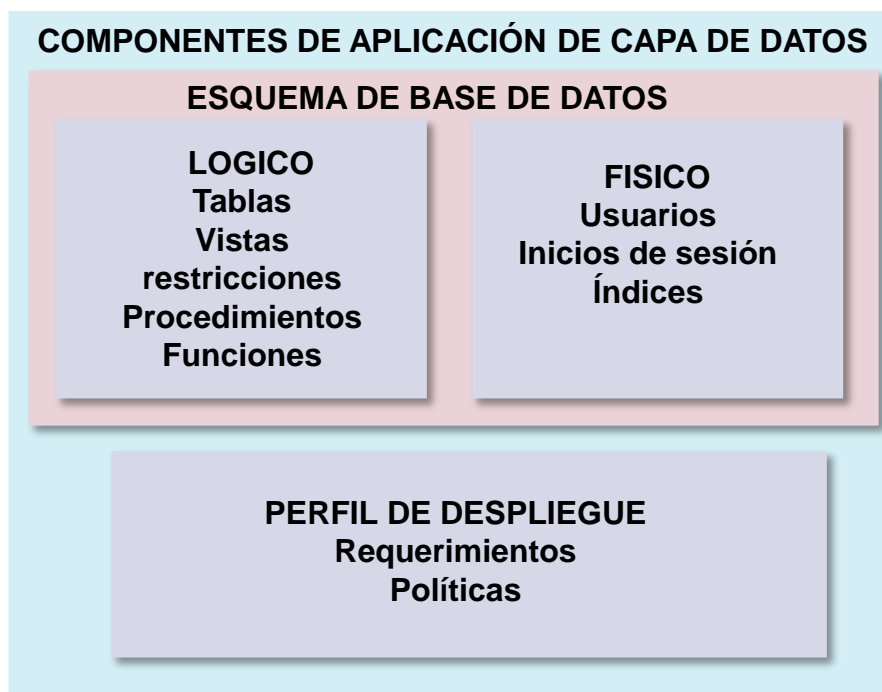 COMPONENTES DE APLICACIÓN DE CAPA DE DATOS
ESQUEMA DE BASE DE DATOS
LOGICO
Tablas
Vistas
restricciones
Procedimientos
Funciones
FISICO
Usuarios
Inicios de sesión
Índices
PERFIL DE DESPLIEGUE
Requerimientos
Políticas